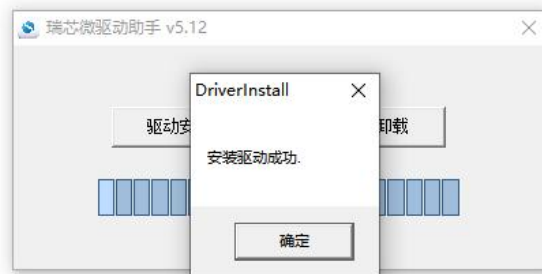 瑞芯微驱动助手 v5.12
DriverInstall
驱动安
卸载
安装驱动成功.
确定